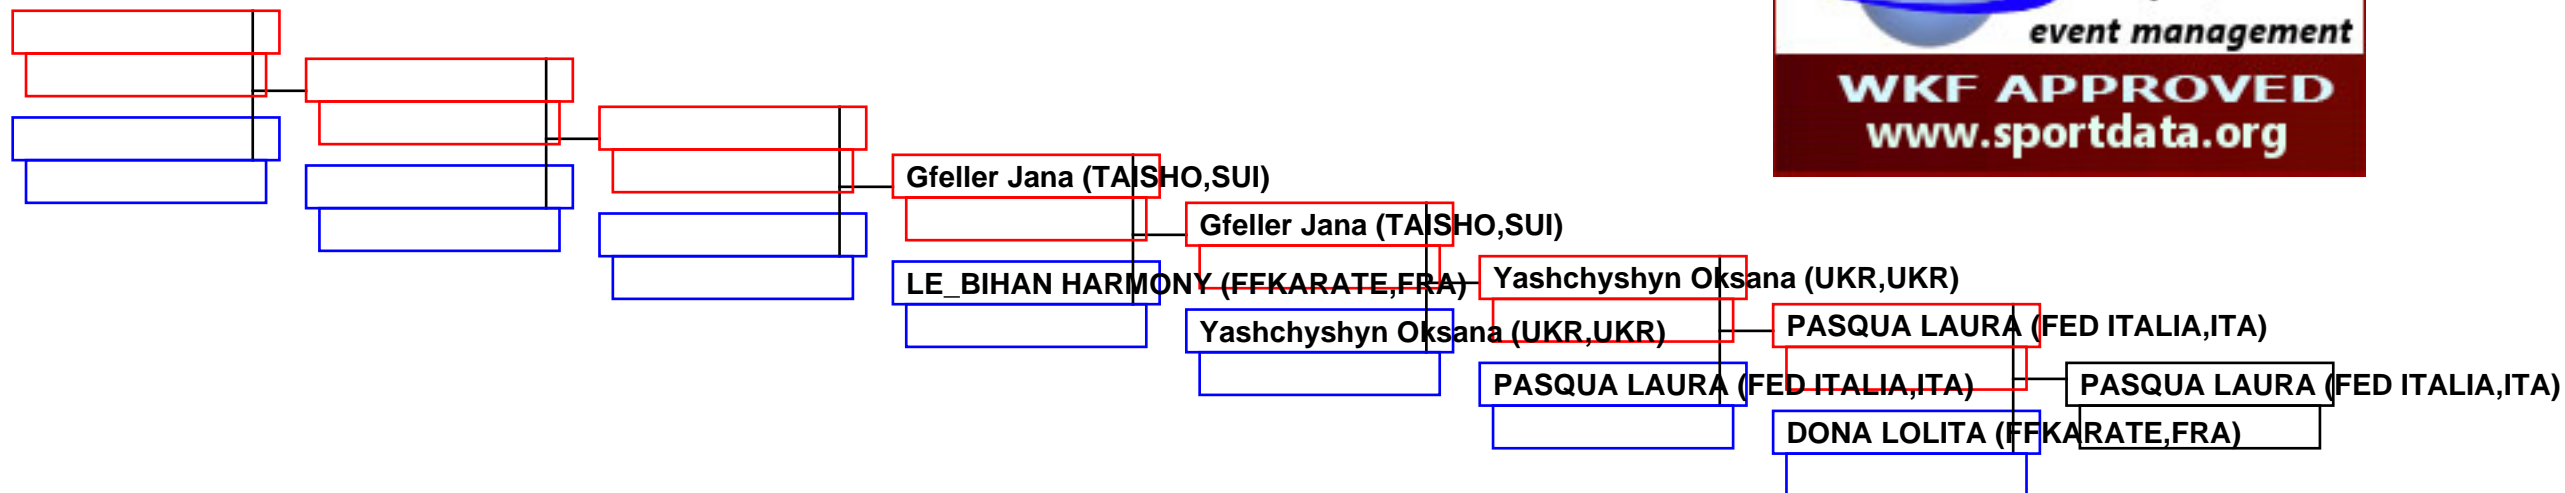 event management
WKF APPROVED
www.sportdata.org
Gfeller Jana (TAISHO,SUI)
Gfeller Jana (TAISHO,SUI)
LE_BIHAN HARMONY (FFKARATE,FRA)
Yashchyshyn Oksana (UKR,UKR)
Yashchyshyn Oksana (UKR,UKR)
PASQUA LAURA (FED ITALIA,ITA)
PASQUA LAURA (FED ITALIA,ITA)
PASQUA LAURA (FED ITALIA,ITA)
DONA LOLITA (FFKARATE,FRA)